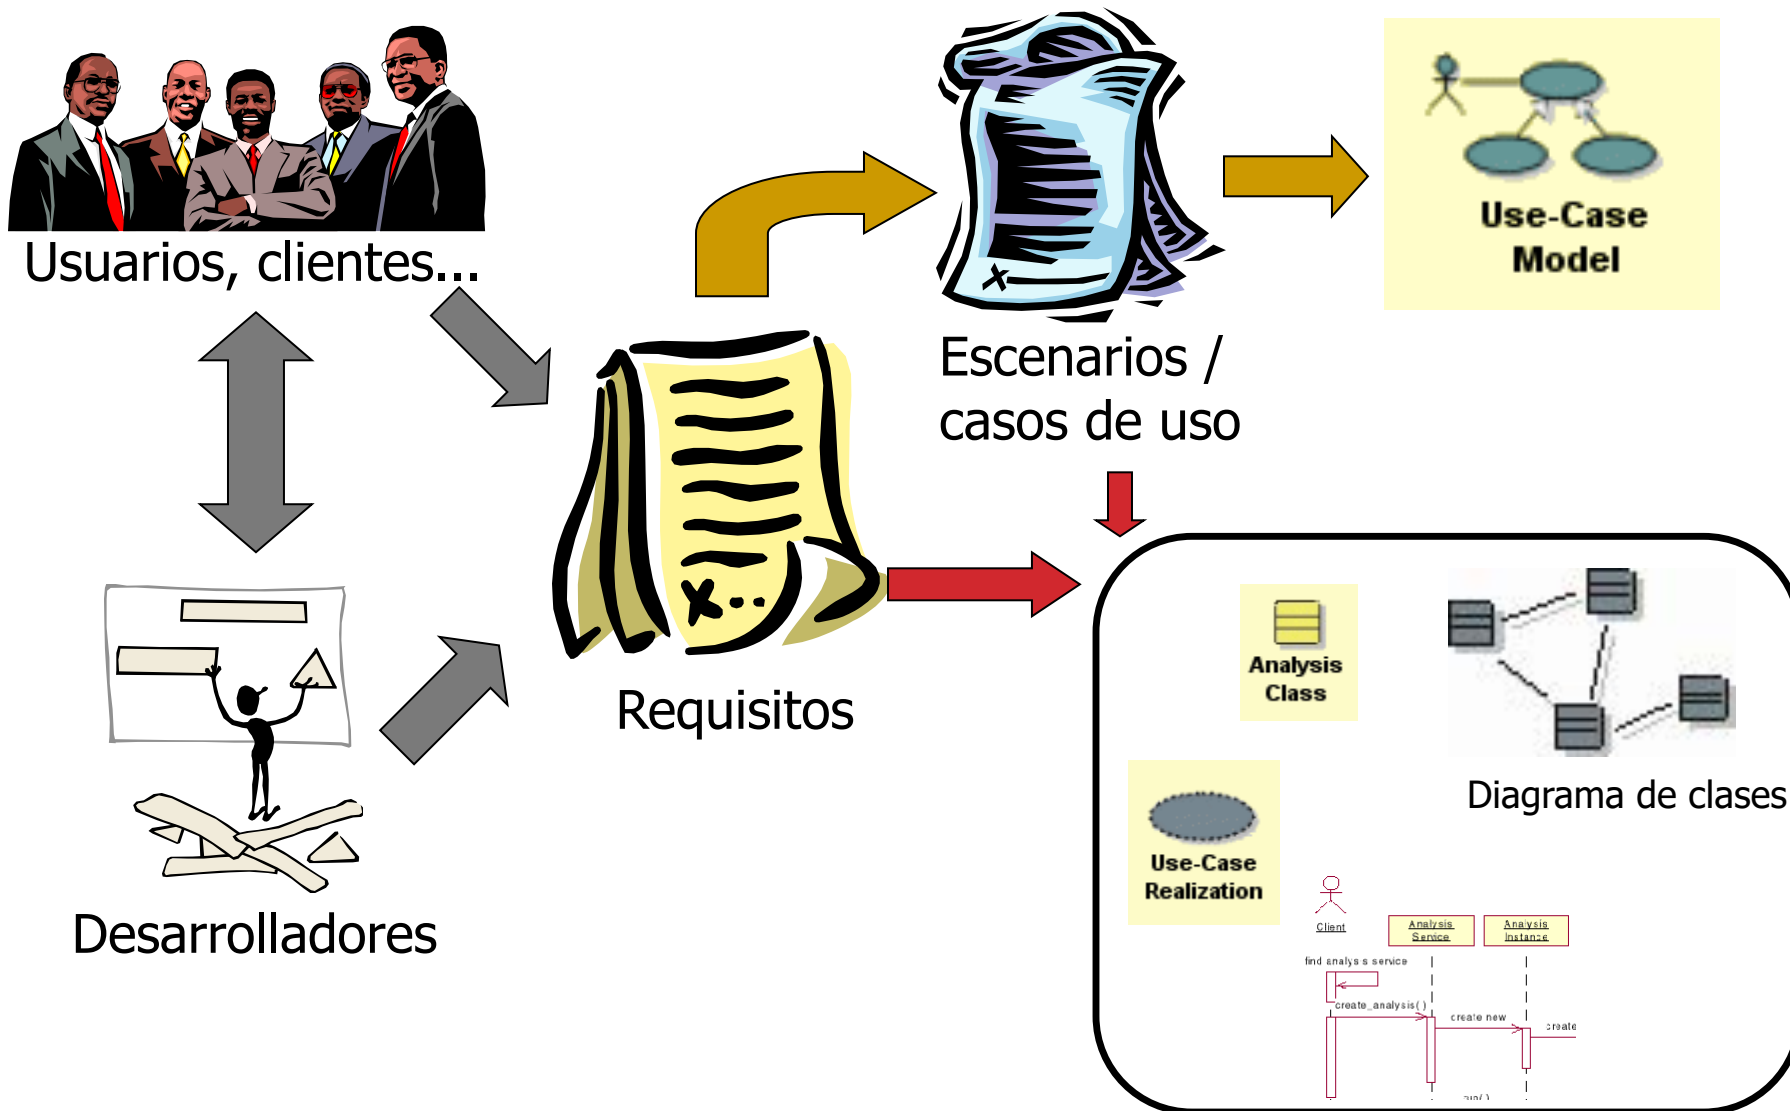 Usuarios, clientes...
Use-Case
Model
Escenarios /
casos de uso
Requisitos
Desarrolladores
Analysis
Class
Diagrama de clases
Use-Case
Realization
Client
Analysis
Service
Analysis
Instance
find analysis service
create_analysis( )
create new
create